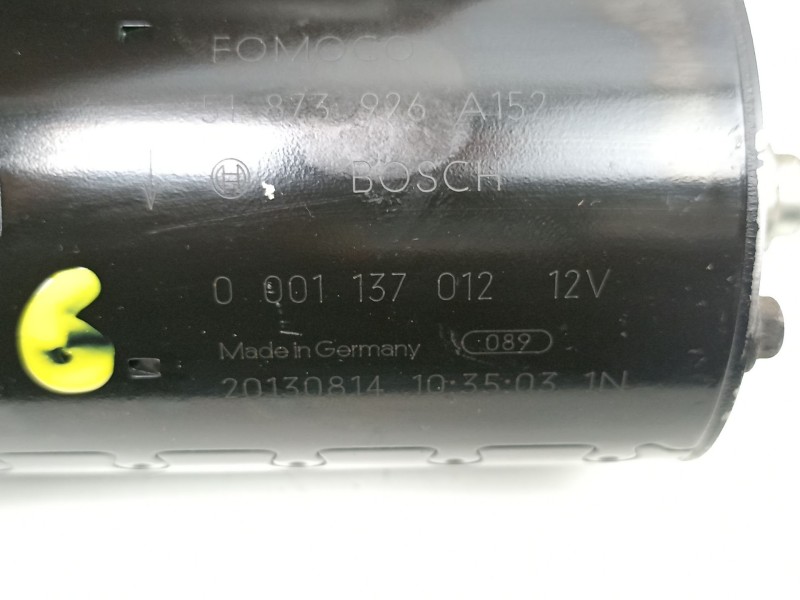 FOMOCO
51 873 926 A152
BOSCH
0 001 137 012 12V
Made in Germany 089
20130814 10:35:03 1N
6